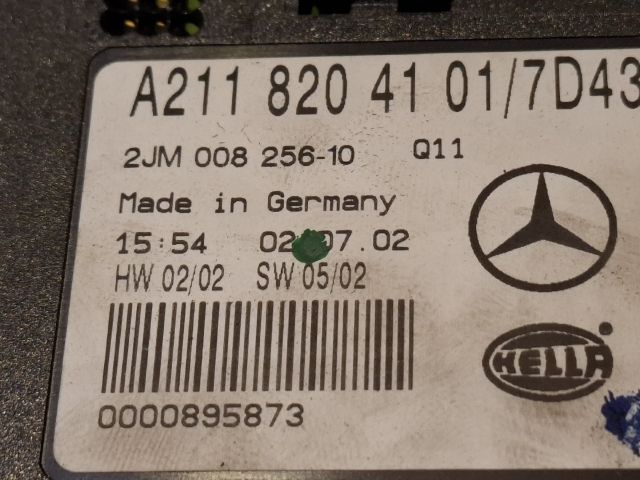 A211 820 41 01/7D43
2JM 008 256-10 Q11
Made in Germany
15:54 02.07.02
HW 02/02 SW 05/02
0000895873
HELLA ®